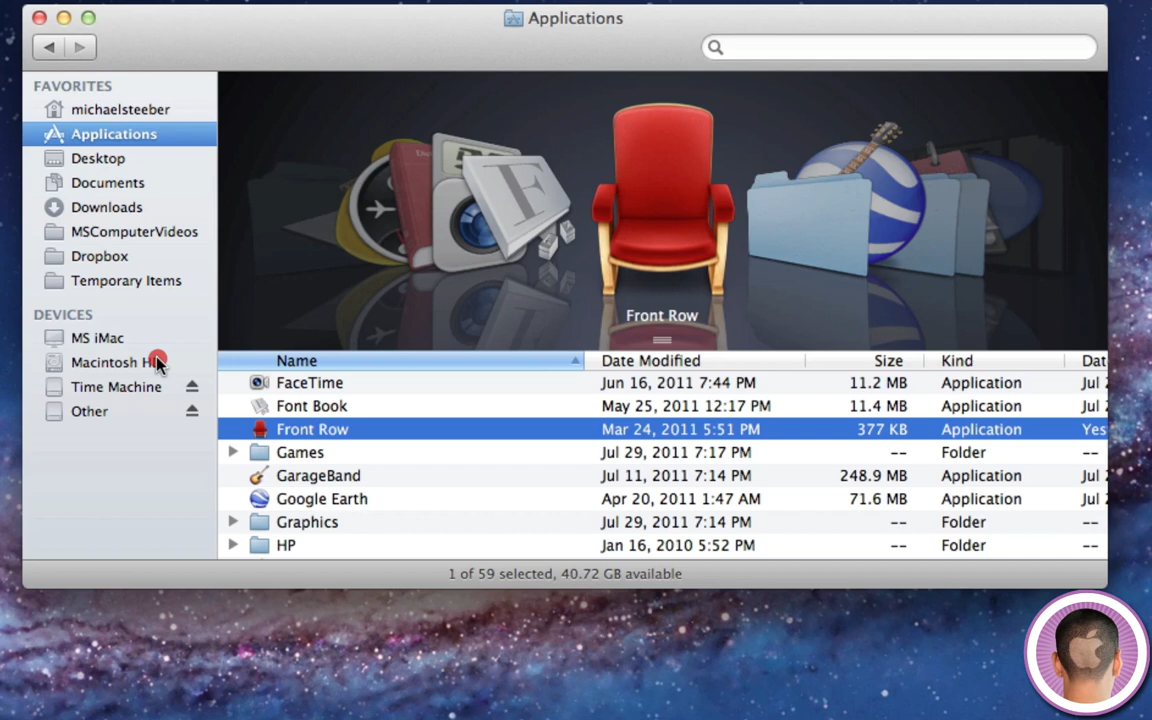 Applications
FAVORITES
michaelsteeber
Applications
Desktop
Documents
Downloads
MSComputerVideos
Dropbox
Temporary Items
DEVICES
MS iMac
Macintosh
Time Machine
Other
Front Row
Name Date Modified Size Kind
FaceTime Jun 16, 2011 7:44 PM 11.2 MB Application Jul
Font Book May 25, 2011 12:17 PM 11.4 MB Application Jul
Front Row Mar 24, 2011 5:51 PM 377 KB Application Yes
Games Jul 29, 2011 7:17 PM -- Folder Jul
GarageBand Jul 11, 2011 7:14 PM 248.9 MB Application Jul
Google Earth Apr 20, 2011 1:47 AM 71.6 MB Application Jul
Graphics Jul 29, 2011 7:14 PM -- Folder Jul
HP Jan 16, 2010 5:52 PM -- Folder Jul
1 of 59 selected, 40.72 GB available